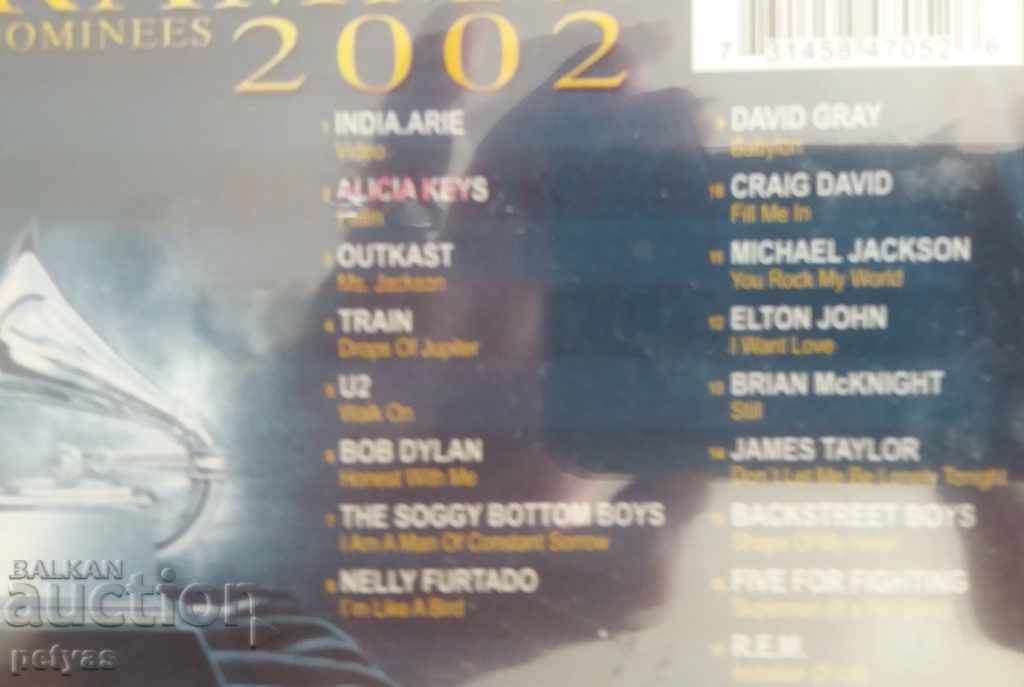 NOMINEES
2002
7 31458 47052 6
1 INDIA.ARIE
Video
2 ALICIA KEYS
3 OUTKAST
Ms. Jackson
4 TRAIN
Drops Of Jupiter
5 U2
Walk On
6 BOB DYLAN
Honest With Me
7 THE SOGGY BOTTOM BOYS
I Am A Man Of Constant Sorrow
8 NELLY FURTADO
I'm Like A Bird
9 DAVID GRAY
Babylon
10 CRAIG DAVID
Fill Me In
11 MICHAEL JACKSON
You Rock My World
12 ELTON JOHN
I Want Love
13 BRIAN McKNIGHT
Still
14 JAMES TAYLOR
Don't Let Me Be Lonely Tonight
15 BACKSTREET BOYS
16 FIVE FOR FIGHTING
17 R.E.M.
BALKAN
auction
petyas